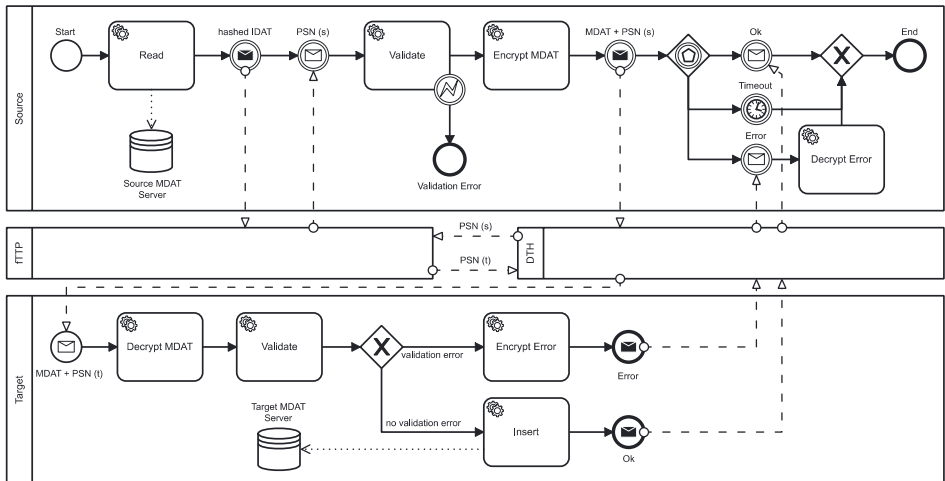 Start
hashed IDAT
PSN (s)
MDAT + PSN (s)
Ok
End
Read
Validate
Encrypt MDAT
Timeout
Error
Decrypt Error
Source MDAT
Server
Validation Error
Source
fTTP
PSN (s)
PSN (t)
DTH
Target
MDAT + PSN (t)
Decrypt MDAT
Validate
validation error
Encrypt Error
Error
no validation error
Target MDAT
Server
Insert
Ok